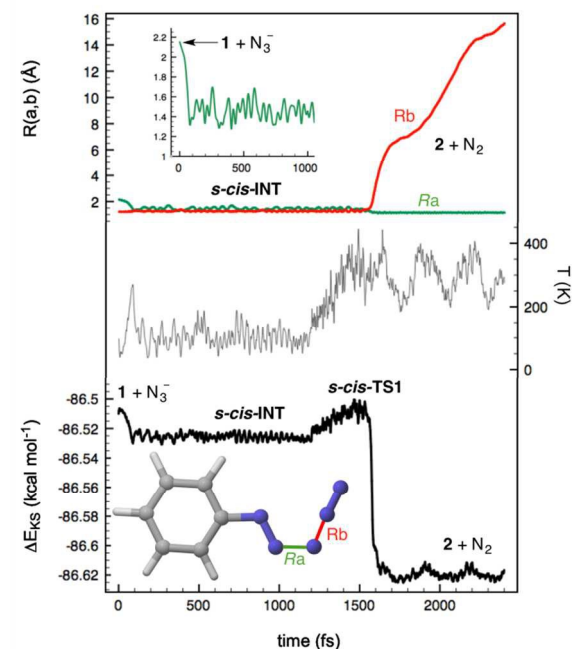 16
14
12
10
8
6
4
2
R(a,b) (Å)
2.2
2
1.8
1.6
1.4
1.2
1
0
500
1000
1 + N₃⁻
s-cis-INT
Rb
2 + N₂
Ra
400
200
0
T (K)
1 + N₃⁻
s-cis-INT
s-cis-TS1
-86.5
-86.52
-86.54
-86.56
-86.58
-86.6
-86.62
ΔE_KS (kcal mol⁻¹)
Rb
Ra
2 + N₂
0
500
1000
1500
2000
time (fs)